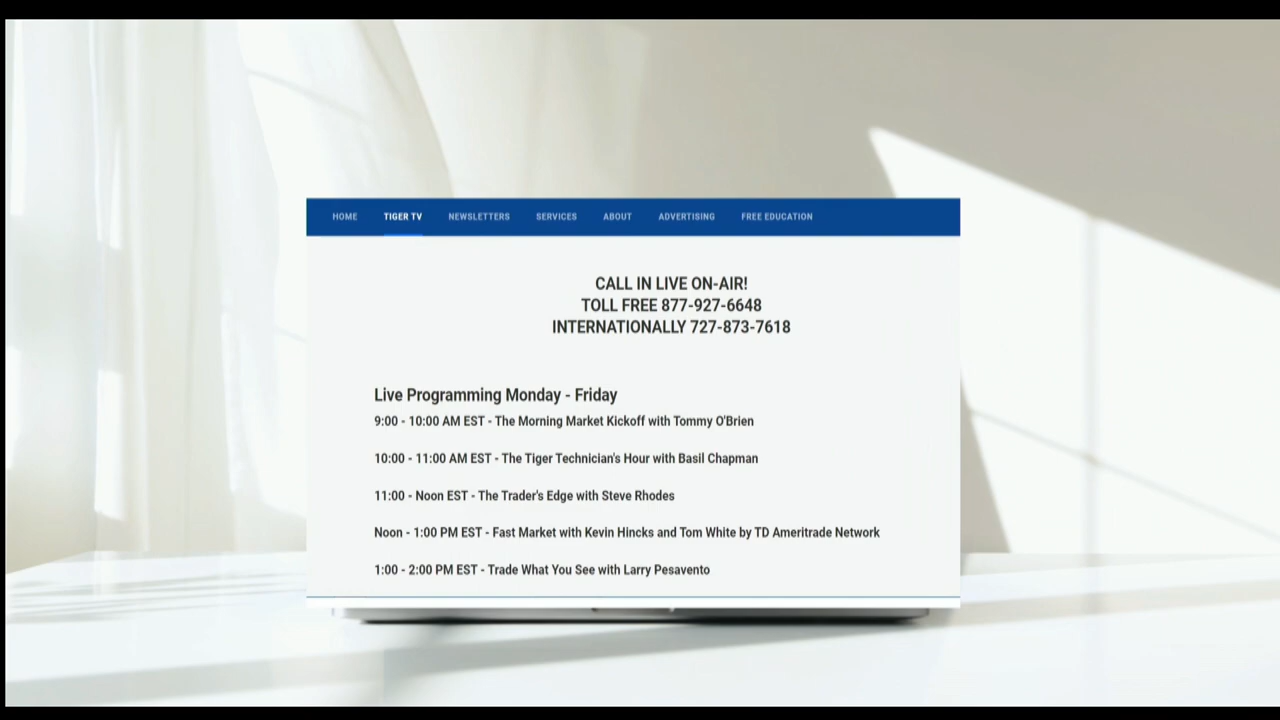 HOME TIGER TV NEWSLETTERS SERVICES ABOUT ADVERTISING FREE EDUCATION
CALL IN LIVE ON-AIR!
TOLL FREE 877-927-6648
INTERNATIONALLY 727-873-7618
Live Programming Monday - Friday
9:00 - 10:00 AM EST - The Morning Market Kickoff with Tommy O'Brien
10:00 - 11:00 AM EST - The Tiger Technician's Hour with Basil Chapman
11:00 - Noon EST - The Trader's Edge with Steve Rhodes
Noon - 1:00 PM EST - Fast Market with Kevin Hincks and Tom White by TD Ameritrade Network
1:00 - 2:00 PM EST - Trade What You See with Larry Pesavento